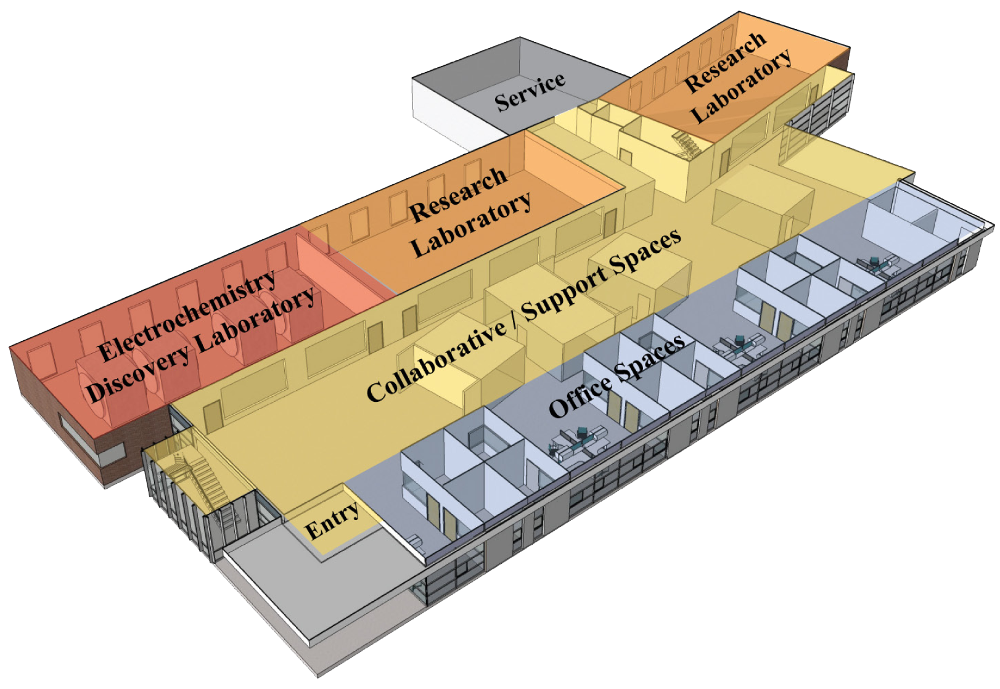 Research
Laboratory
Service
Research
Laboratory
Electrochemistry
Discovery Laboratory
Collaborative / Support Spaces
Office Spaces
Entry